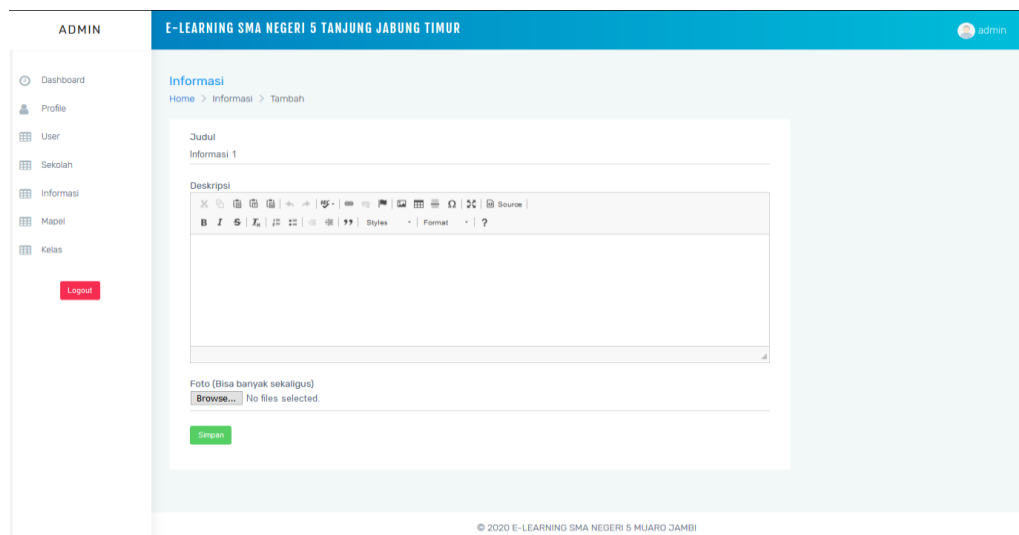 ADMIN
E-LEARNING SMA NEGERI 5 TANJUNG JABUNG TIMUR
admin
Dashboard
Profile
User
Sekolah
Informasi
Mapel
Kelas
Logout
Informasi
Home > Informasi > Tambah
Judul
Informasi 1
Deskripsi
Source
B I S Ix Styles Format ?
Foto (Bisa banyak sekaligus)
Browse... No files selected.
Simpan
© 2020 E-LEARNING SMA NEGERI 5 MUARO JAMBI